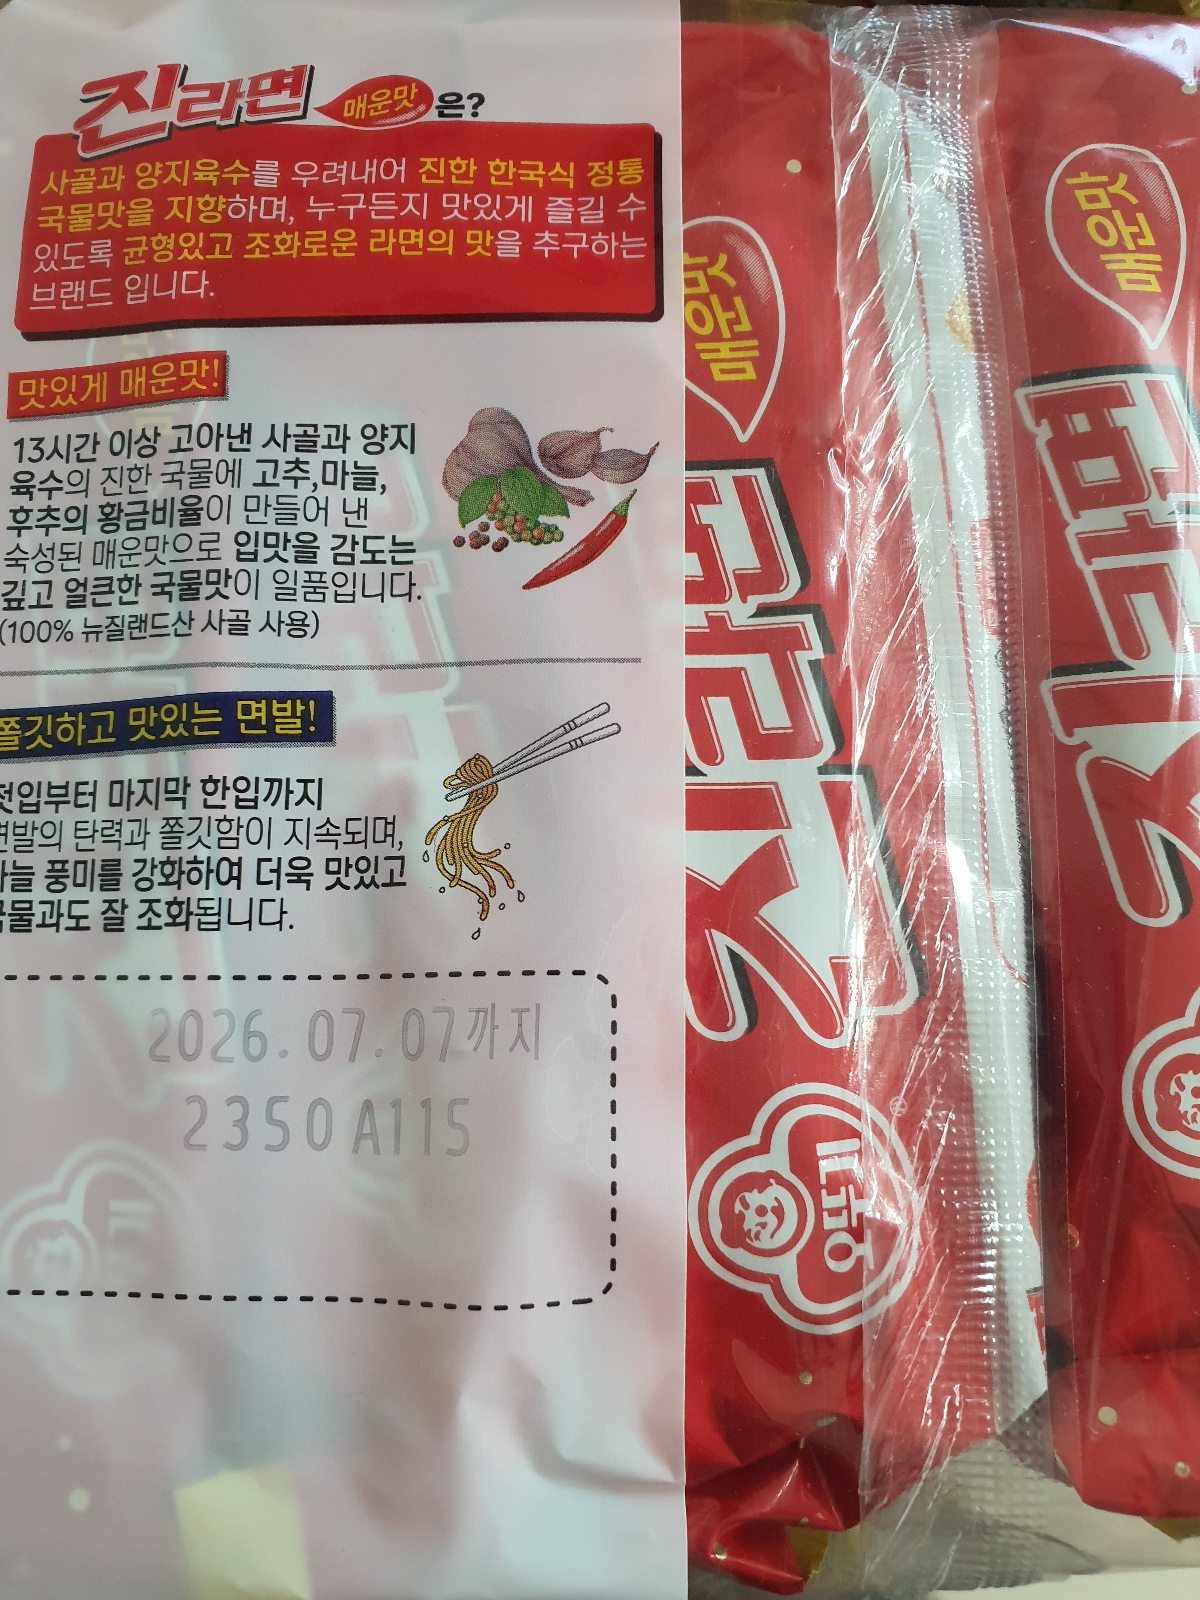 진라면 매운맛 은?
사골과 양지육수를 우려내어 진한 한국식 정통
국물맛을 지향하며, 누구든지 맛있게 즐길 수
있도록 균형있고 조화로운 라면의 맛을 추구하는
브랜드 입니다.
맛있게 매운맛!
13시간 이상 고아낸 사골과 양지
육수의 진한 국물에 고추,마늘,
후추의 황금비율이 만들어 낸
숙성된 매운맛으로 입맛을 감도는
깊고 얼큰한 국물맛이 일품입니다.
(100% 뉴질랜드산 사골 사용)
쫄깃하고 맛있는 면발!
첫입부터 마지막 한입까지
면발의 탄력과 쫄깃함이 지속되며,
마늘 풍미를 강화하여 더욱 맛있고
국물과도 잘 조화됩니다.
2026.07.07까지
2350A115
진라면 매운맛
오뚜기
진라면 매운맛